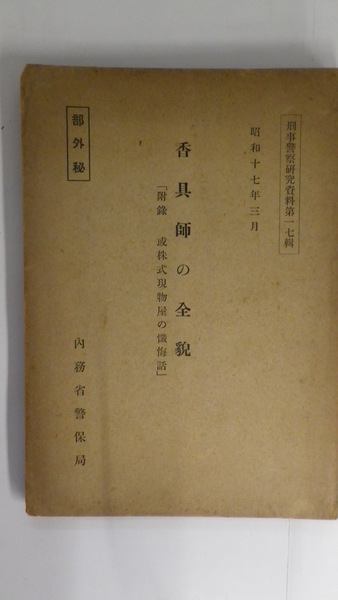 刑事警察研究資料第一七輯
昭和十七年三月
香具師の全貌
「附錄　或株式現物屋の懺悔話」
部外秘
內務省警保局